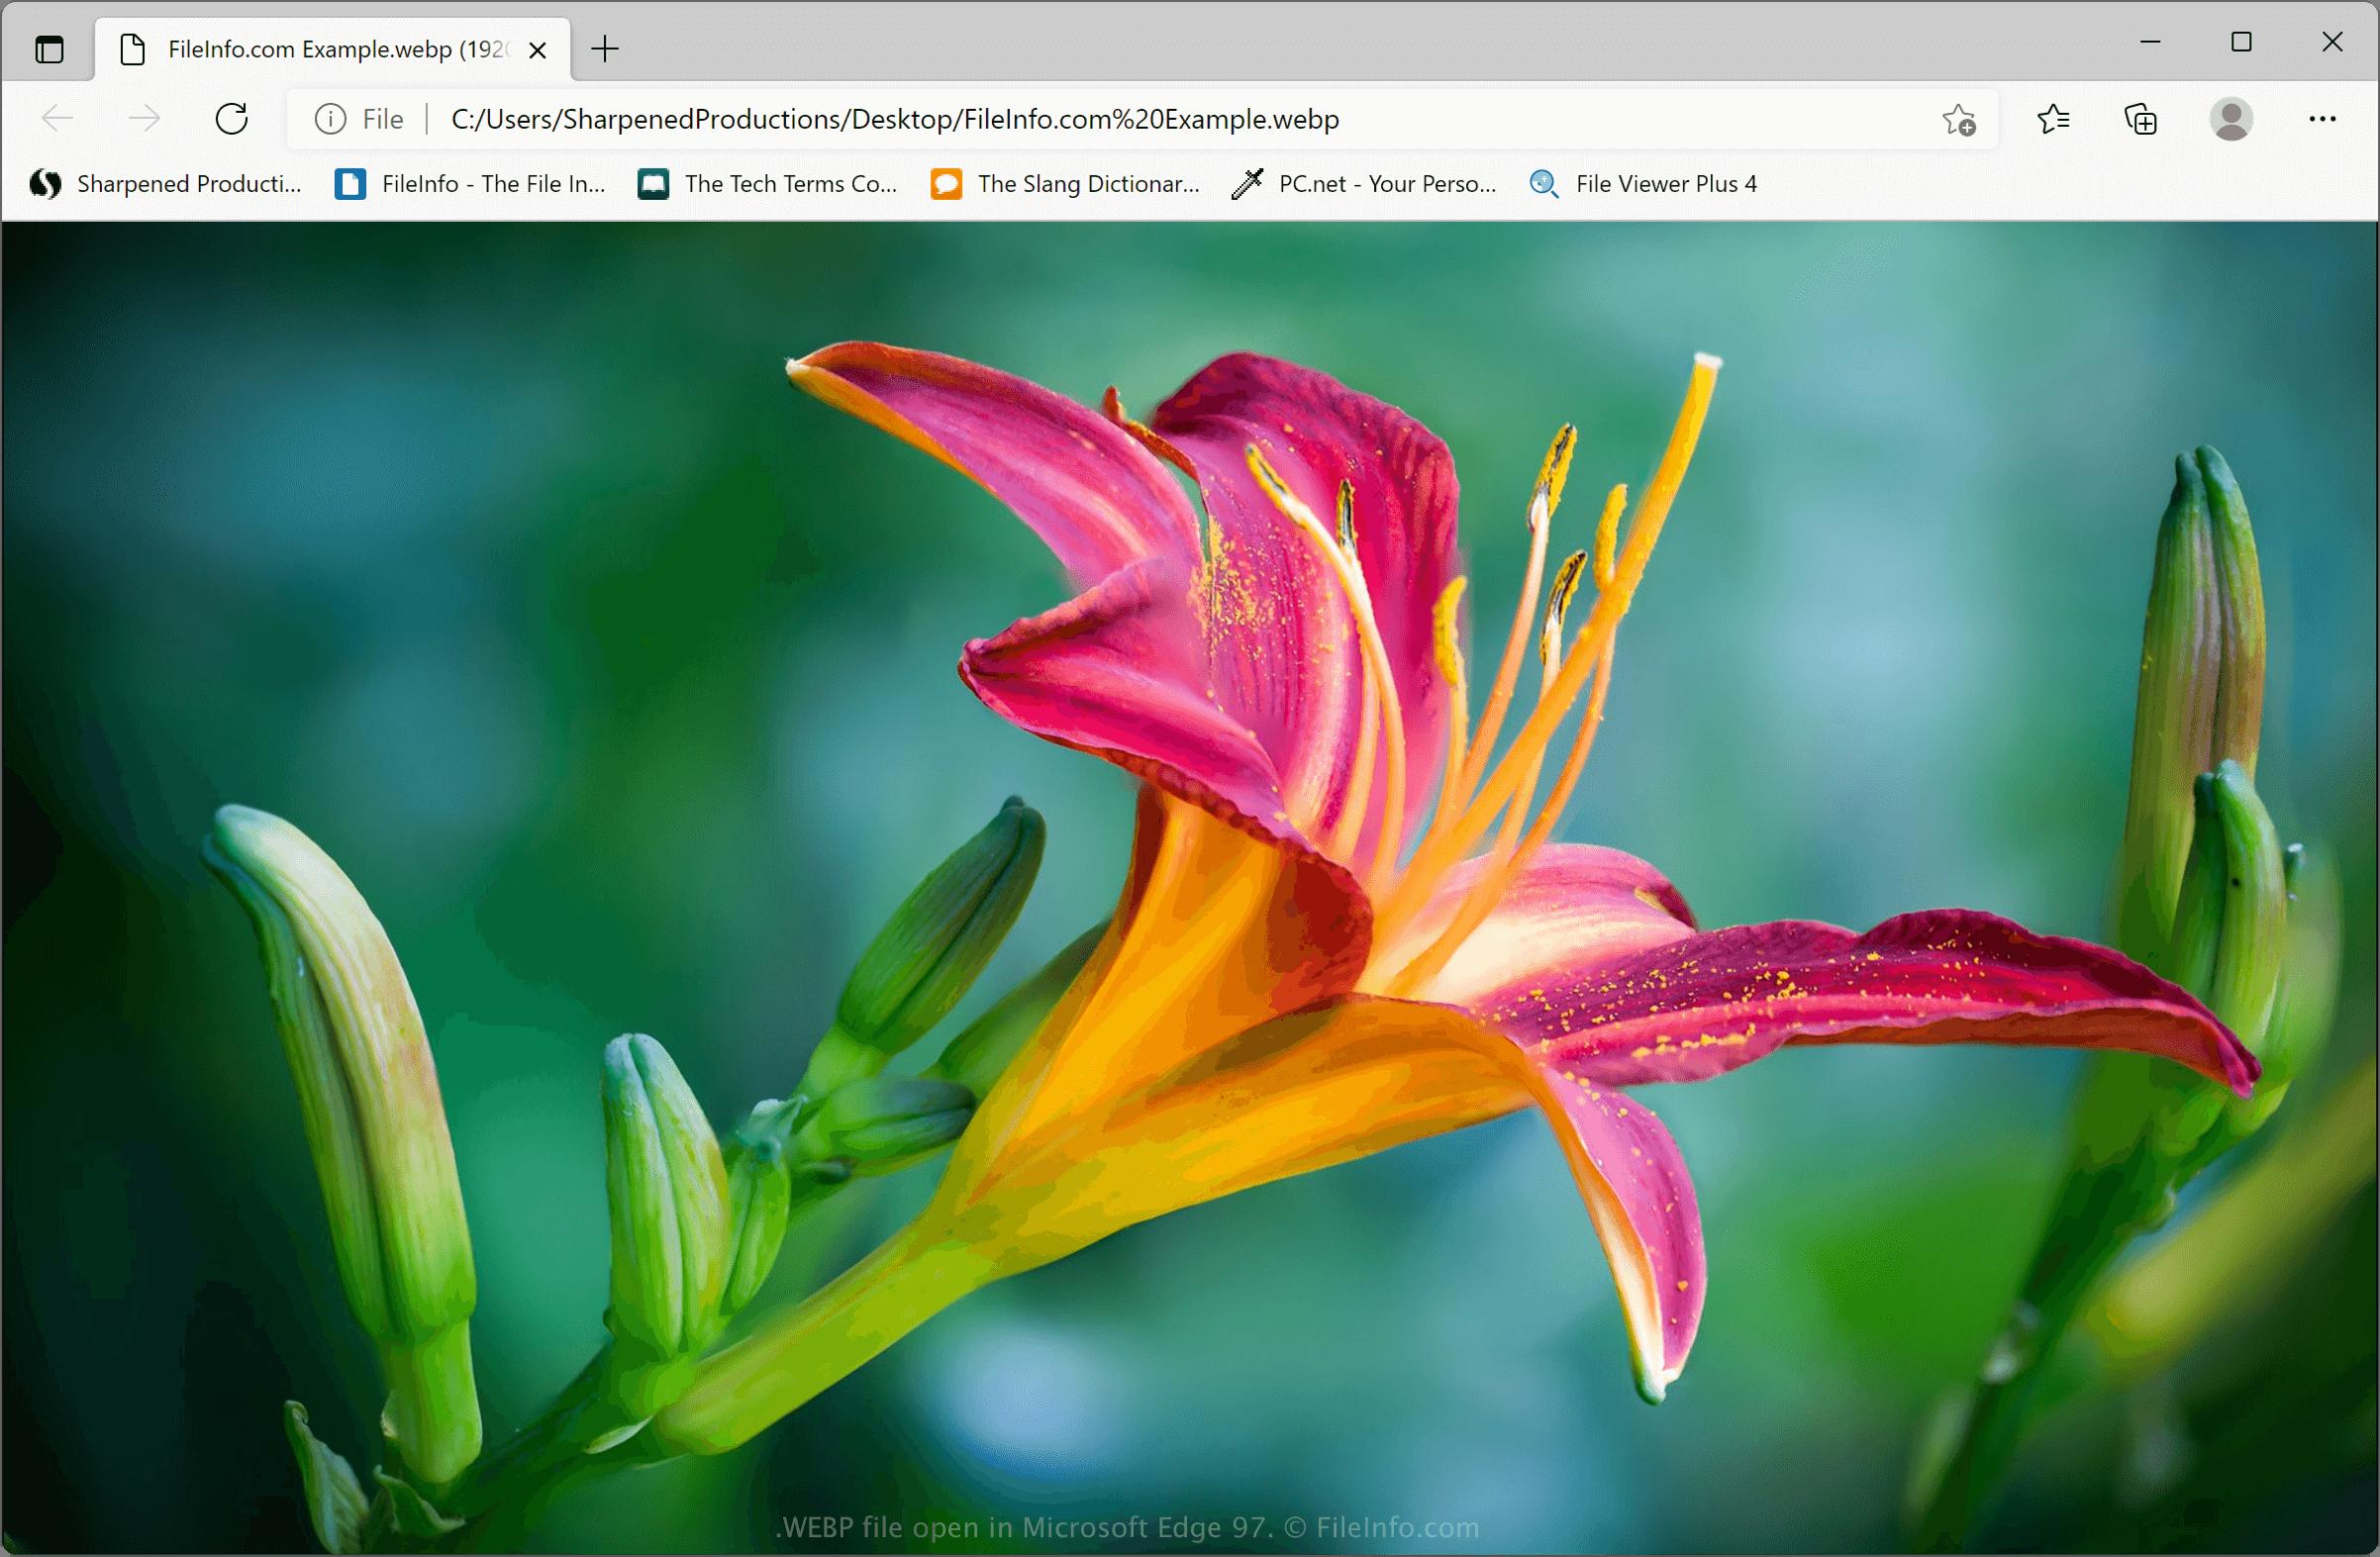 FileInfo.com Example.webp (192
File
C:/Users/SharpenedProductions/Desktop/FileInfo.com%20Example.webp
Sharpened Producti... FileInfo - The File In... The Tech Terms Co... The Slang Dictionar... PC.net - Your Perso... File Viewer Plus 4
.WEBP file open in Microsoft Edge 97. © FileInfo.com